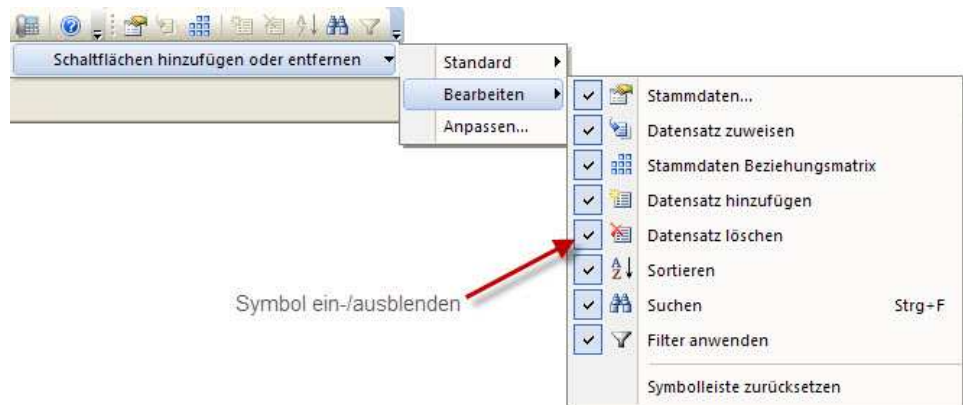 Schaltflächen hinzufügen oder entfernen
Standard
Bearbeiten
Anpassen...
Stammdaten...
Datensatz zuweisen
Stammdaten Beziehungsmatrix
Datensatz hinzufügen
Datensatz löschen
Sortieren
Suchen Strg+F
Filter anwenden
Symbolleiste zurücksetzen
Symbol ein-/ausblenden